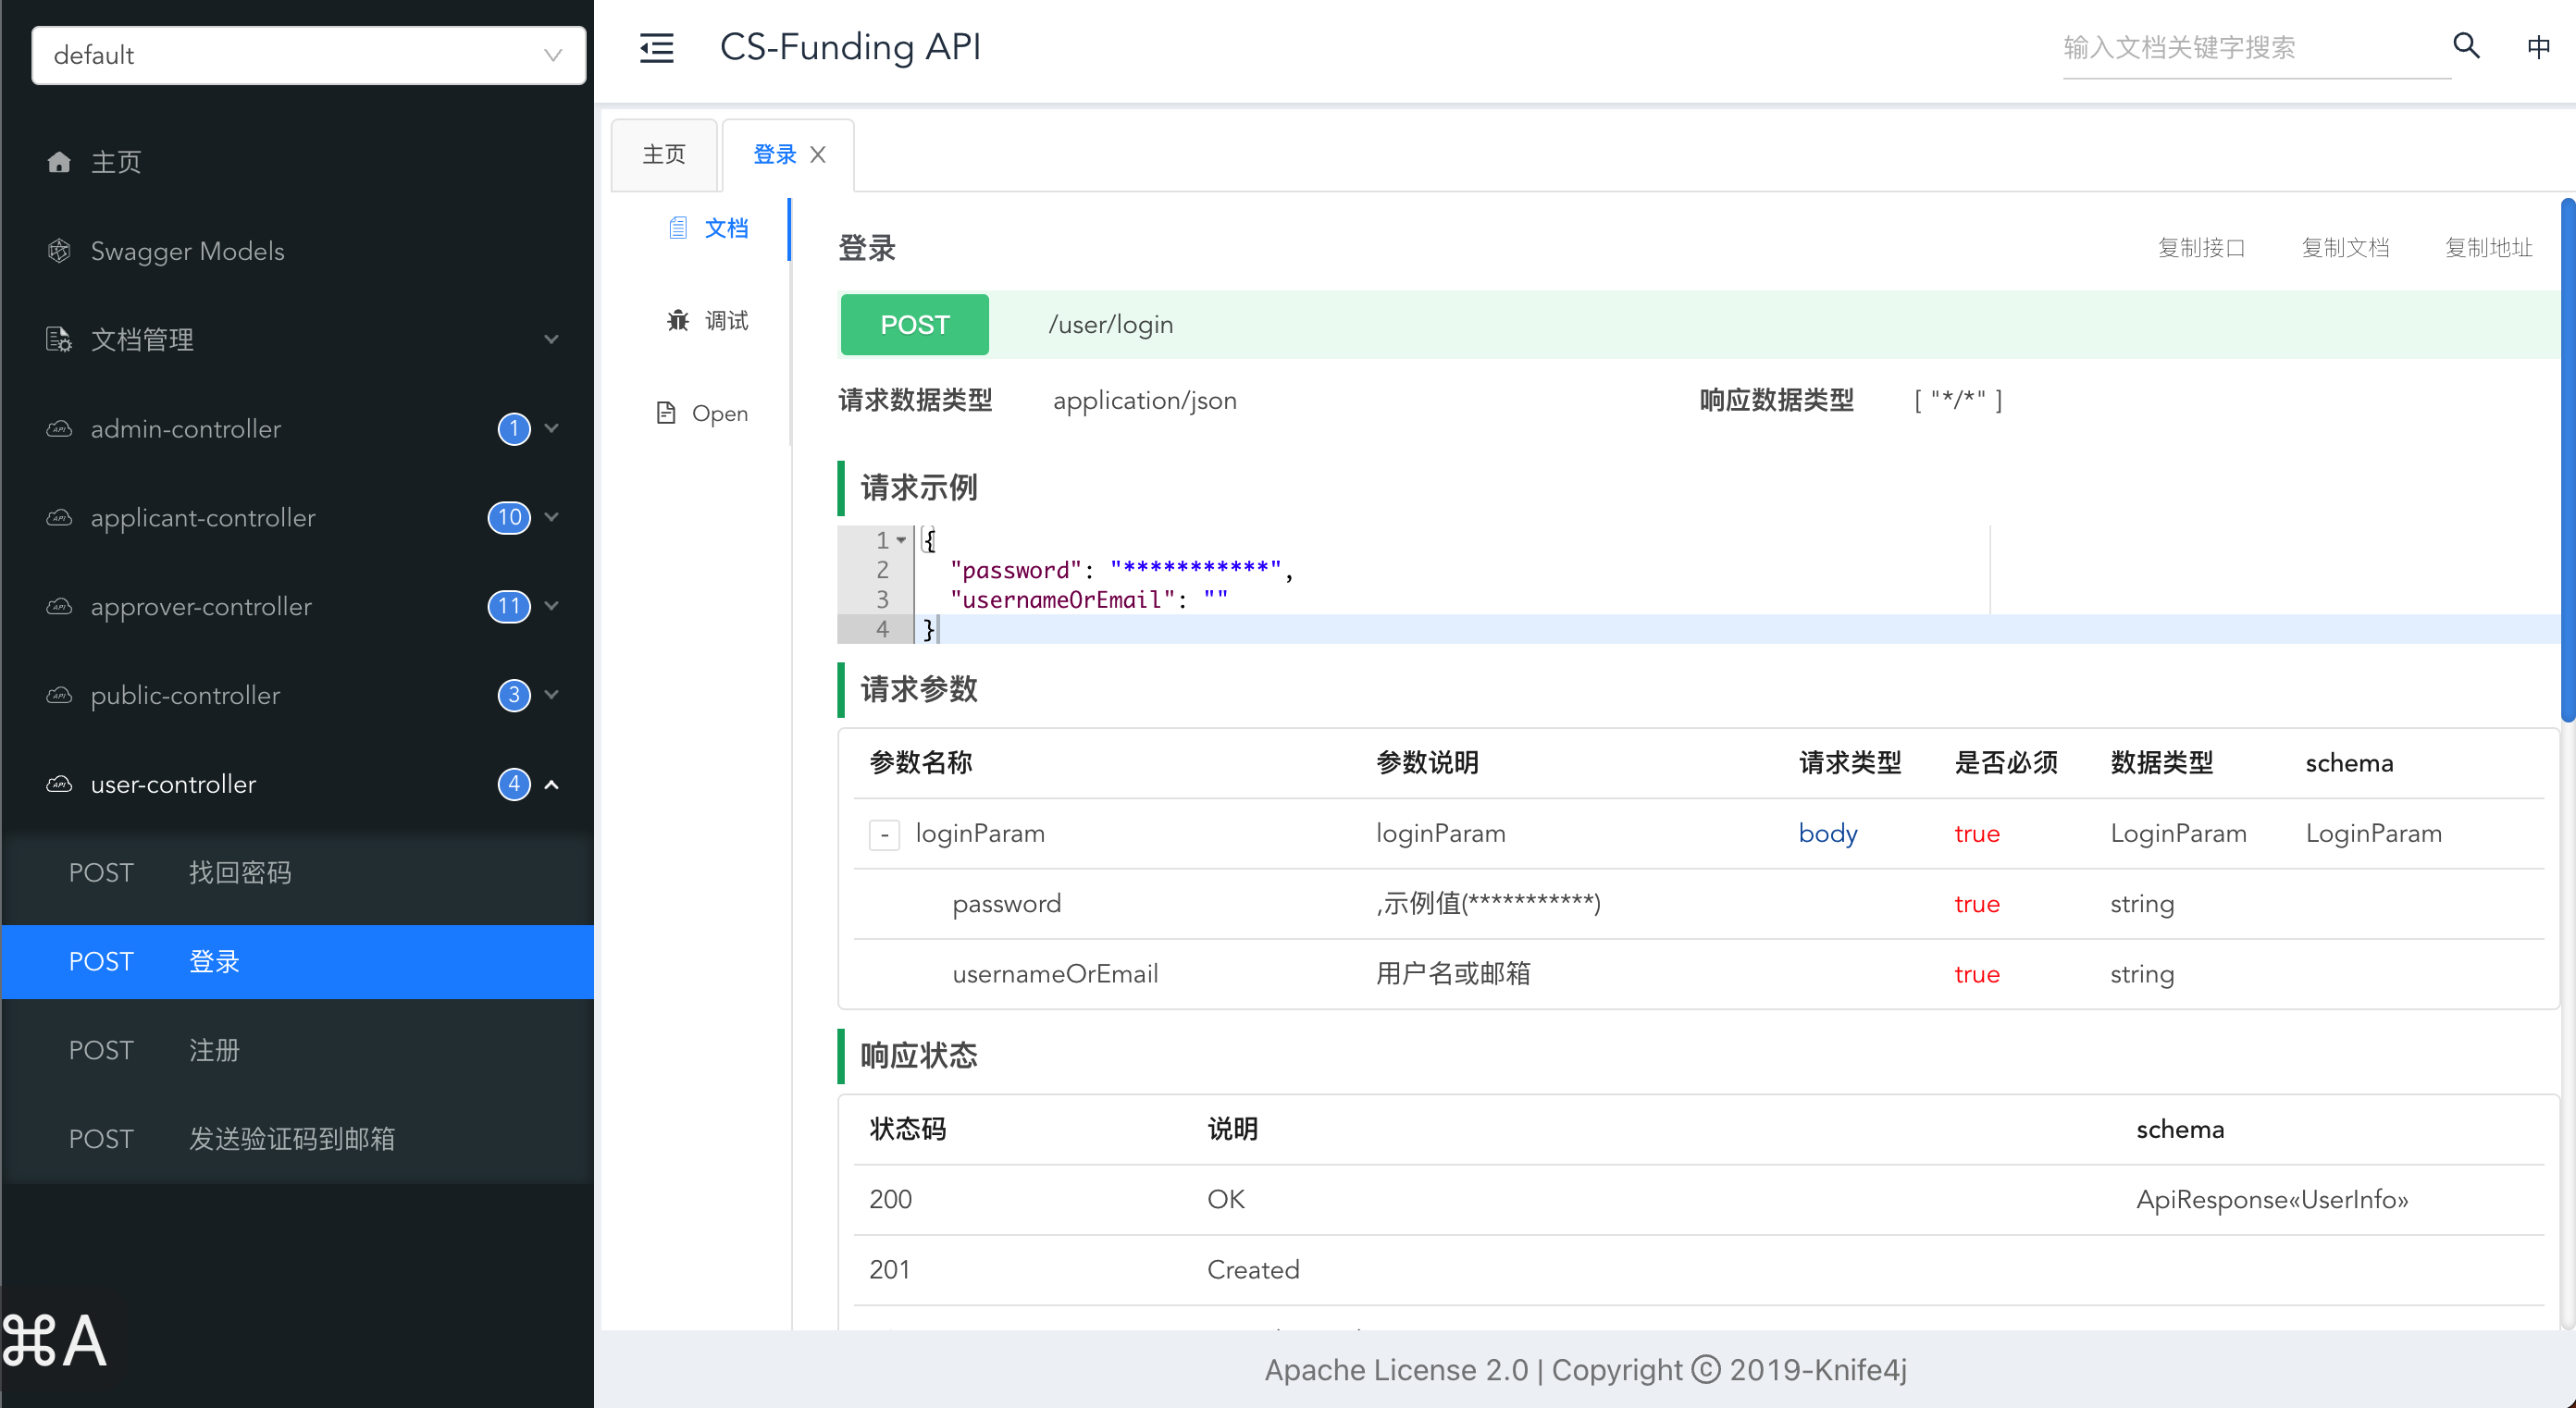 default
主页
Swagger Models
文档管理
admin-controller 1
applicant-controller 10
approver-controller 11
public-controller 3
user-controller 4
POST 找回密码
POST 登录
POST 注册
POST 发送验证码到邮箱
⌘A
CS-Funding API
输入文档关键字搜索
中
主页
登录
文档
调试
Open
登录
复制接口 复制文档 复制地址
POST /user/login
请求数据类型 application/json 响应数据类型 [ "*/*" ]
请求示例
1 {
2 "password": "***********",
3 "usernameOrEmail": ""
4 }
请求参数
参数名称 参数说明 请求类型 是否必须 数据类型 schema
- loginParam loginParam body true LoginParam LoginParam
password ,示例值(***********) true string
usernameOrEmail 用户名或邮箱 true string
响应状态
状态码 说明 schema
200 OK ApiResponse«UserInfo»
201 Created
Apache License 2.0 | Copyright © 2019-Knife4j